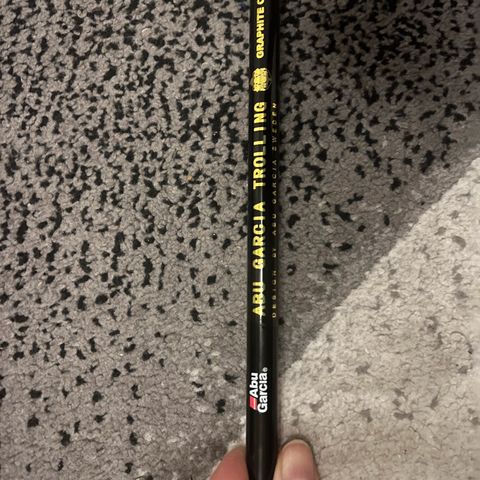 Abu
Garcia®
ABU GARCIA TROLLING
DESIGN BY ABU GARCIA SWEDEN
GRAPHITE